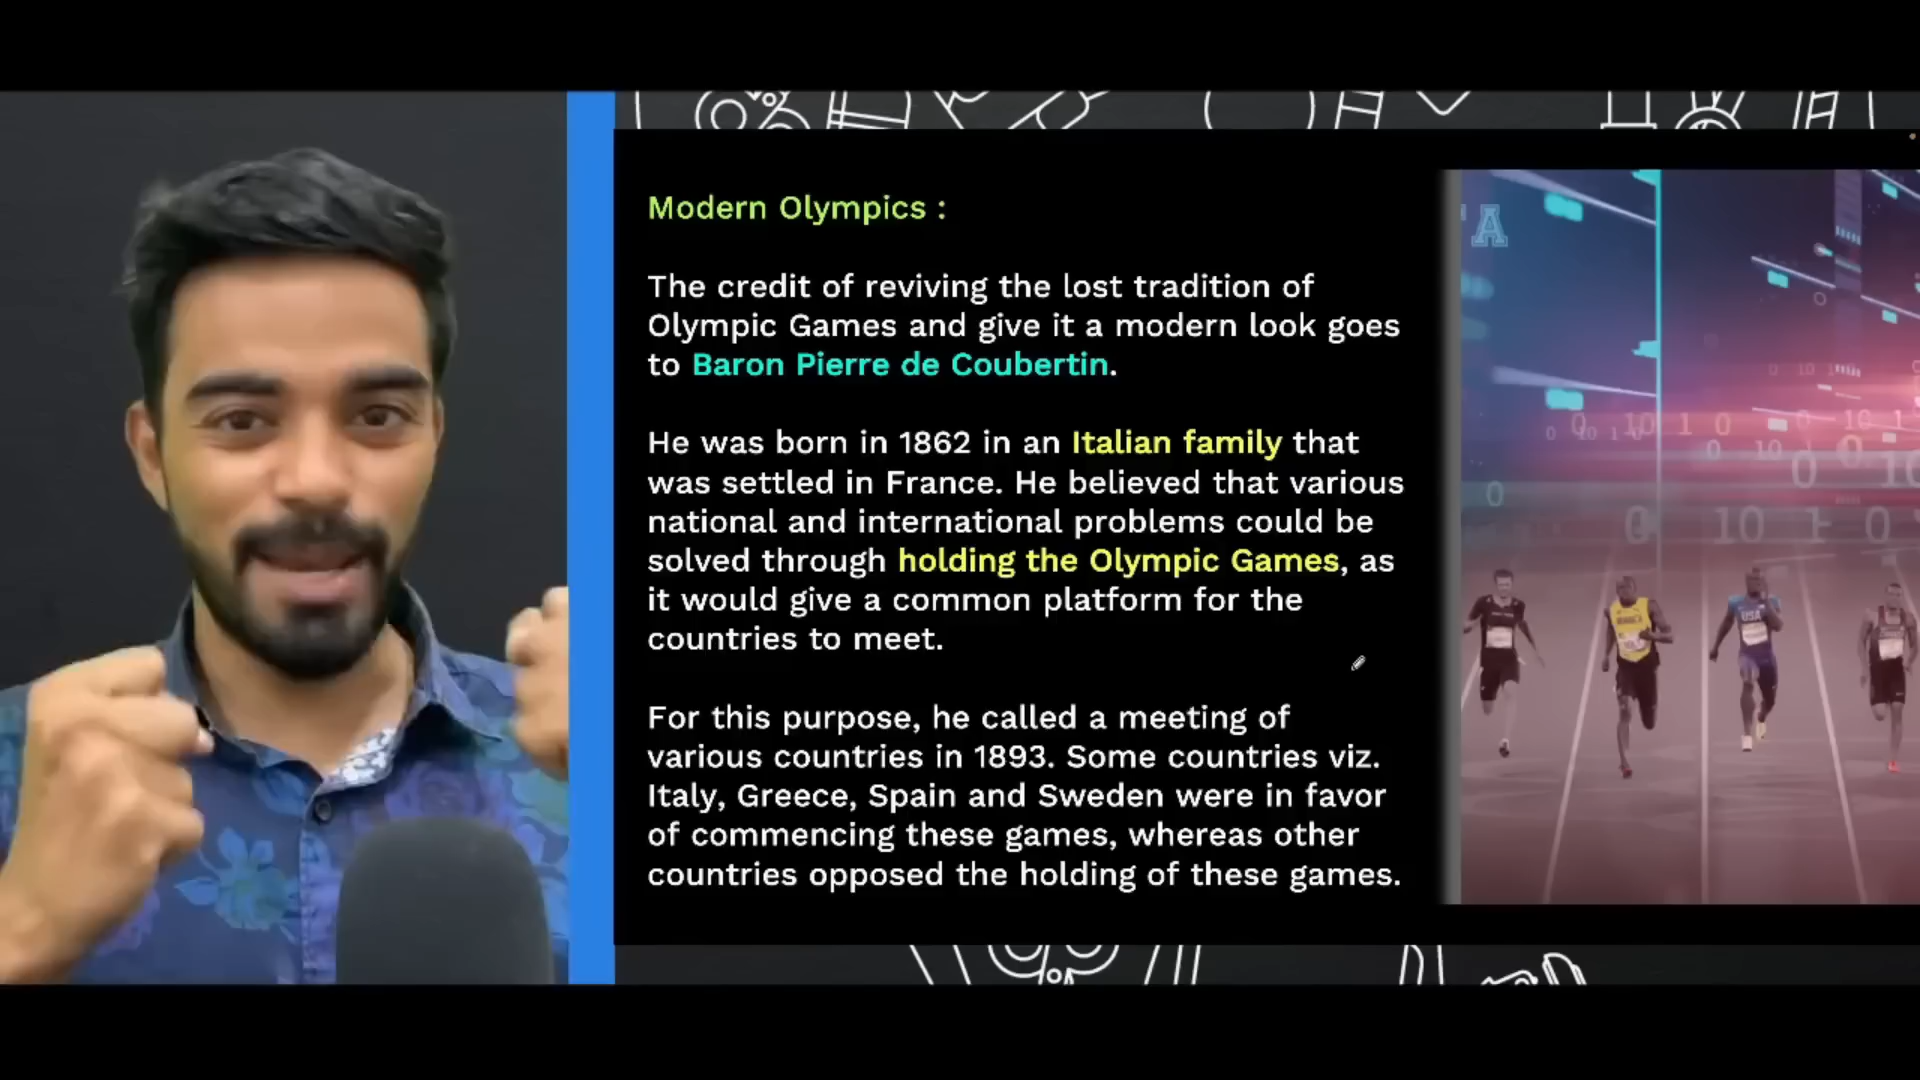 Modern Olympics :
The credit of reviving the lost tradition of
Olympic Games and give it a modern look goes
to Baron Pierre de Coubertin.
He was born in 1862 in an Italian family that
was settled in France. He believed that various
national and international problems could be
solved through holding the Olympic Games, as
it would give a common platform for the
countries to meet.
For this purpose, he called a meeting of
various countries in 1893. Some countries viz.
Italy, Greece, Spain and Sweden were in favor
of commencing these games, whereas other
countries opposed the holding of these games.
USA